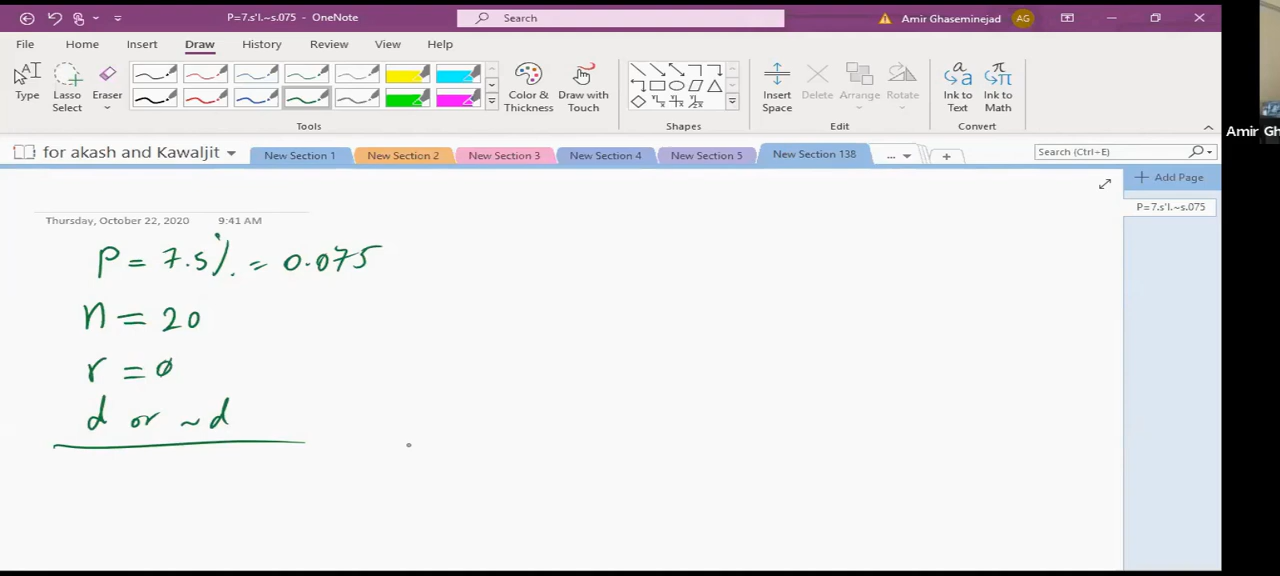 P=7.s'l.~s.075 - OneNote
Search
Amir Ghaseminejad AG
File Home Insert Draw History Review View Help
Type
Lasso Select
Eraser
Color & Thickness
Draw with Touch
Insert Space
Delete
Arrange
Rotate
Ink to Text
Ink to Math
Tools Shapes Edit Convert
Amir Gh
for akash and Kawaljit
New Section 1 New Section 2 New Section 3 New Section 4 New Section 5 New Section 138 ...
Search (Ctrl+E)
Add Page
P=7.s'l.~s.075
Thursday, October 22, 2020 9:41 AM
P = 7.5% = 0.075
n = 20
r = 0
d or ~d